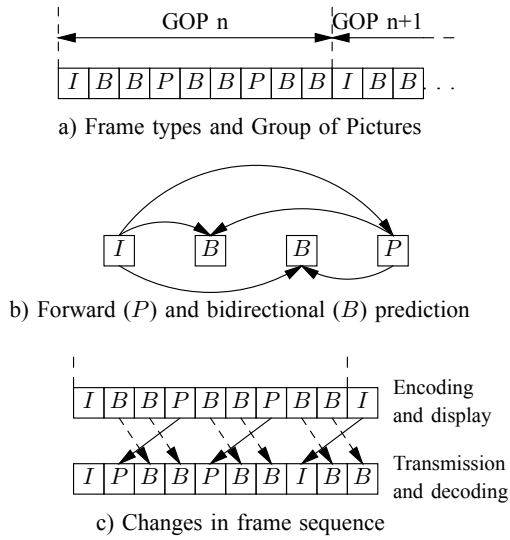 GOP n GOP n+1
I B B P B B P B B I B B . . .
a) Frame types and Group of Pictures
I B B P
b) Forward (P) and bidirectional (B) prediction
I B B P B B P B B I
Encoding
and display
I P B B P B B I B B
Transmission
and decoding
c) Changes in frame sequence